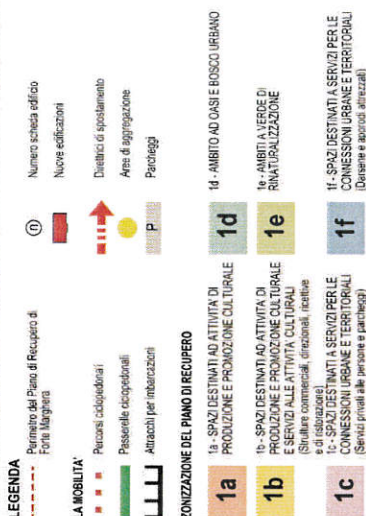 LEGENDA
Perimetro del Piano di Recupero di
Forte Marghera
n
Numero scheda edificio
Nuove edificazioni
LA MOBILITA'
Percorsi ciclopedonali
Direttrici di spostamento
Passerelle ciclopedonali
Aree di aggregazione
Attracchi per imbarcazioni
P
Parcheggi
ZONIZZAZIONE DEL PIANO DI RECUPERO
1a
1a - SPAZI DESTINATI AD ATTIVITA' DI
PRODUZIONE E PROMOZIONE CULTURALE
1b
1b - SPAZI DESTINATI AD ATTIVITA' DI
PRODUZIONE E PROMOZIONE CULTURALE
E SERVIZI ALLE ATTIVITA' CULTURALI
(Strutture commerciali, direzionali, ricettive
e di ristorazione)
1c
1c - SPAZI DESTINATI A SERVIZI PER LE
CONNESSIONI URBANE E TERRITORIALI
(Servizi privati alle persone e parcheggi)
1d
1d - AMBITO AD OASI E BOSCO URBANO
1e
1e - AMBITI A VERDE DI
RINATURALIZZAZIONE
1f
1f - SPAZI DESTINATI A SERVIZI PER LE
CONNESSIONI URBANE E TERRITORIALI
(Darsene e approdi attrezzati)